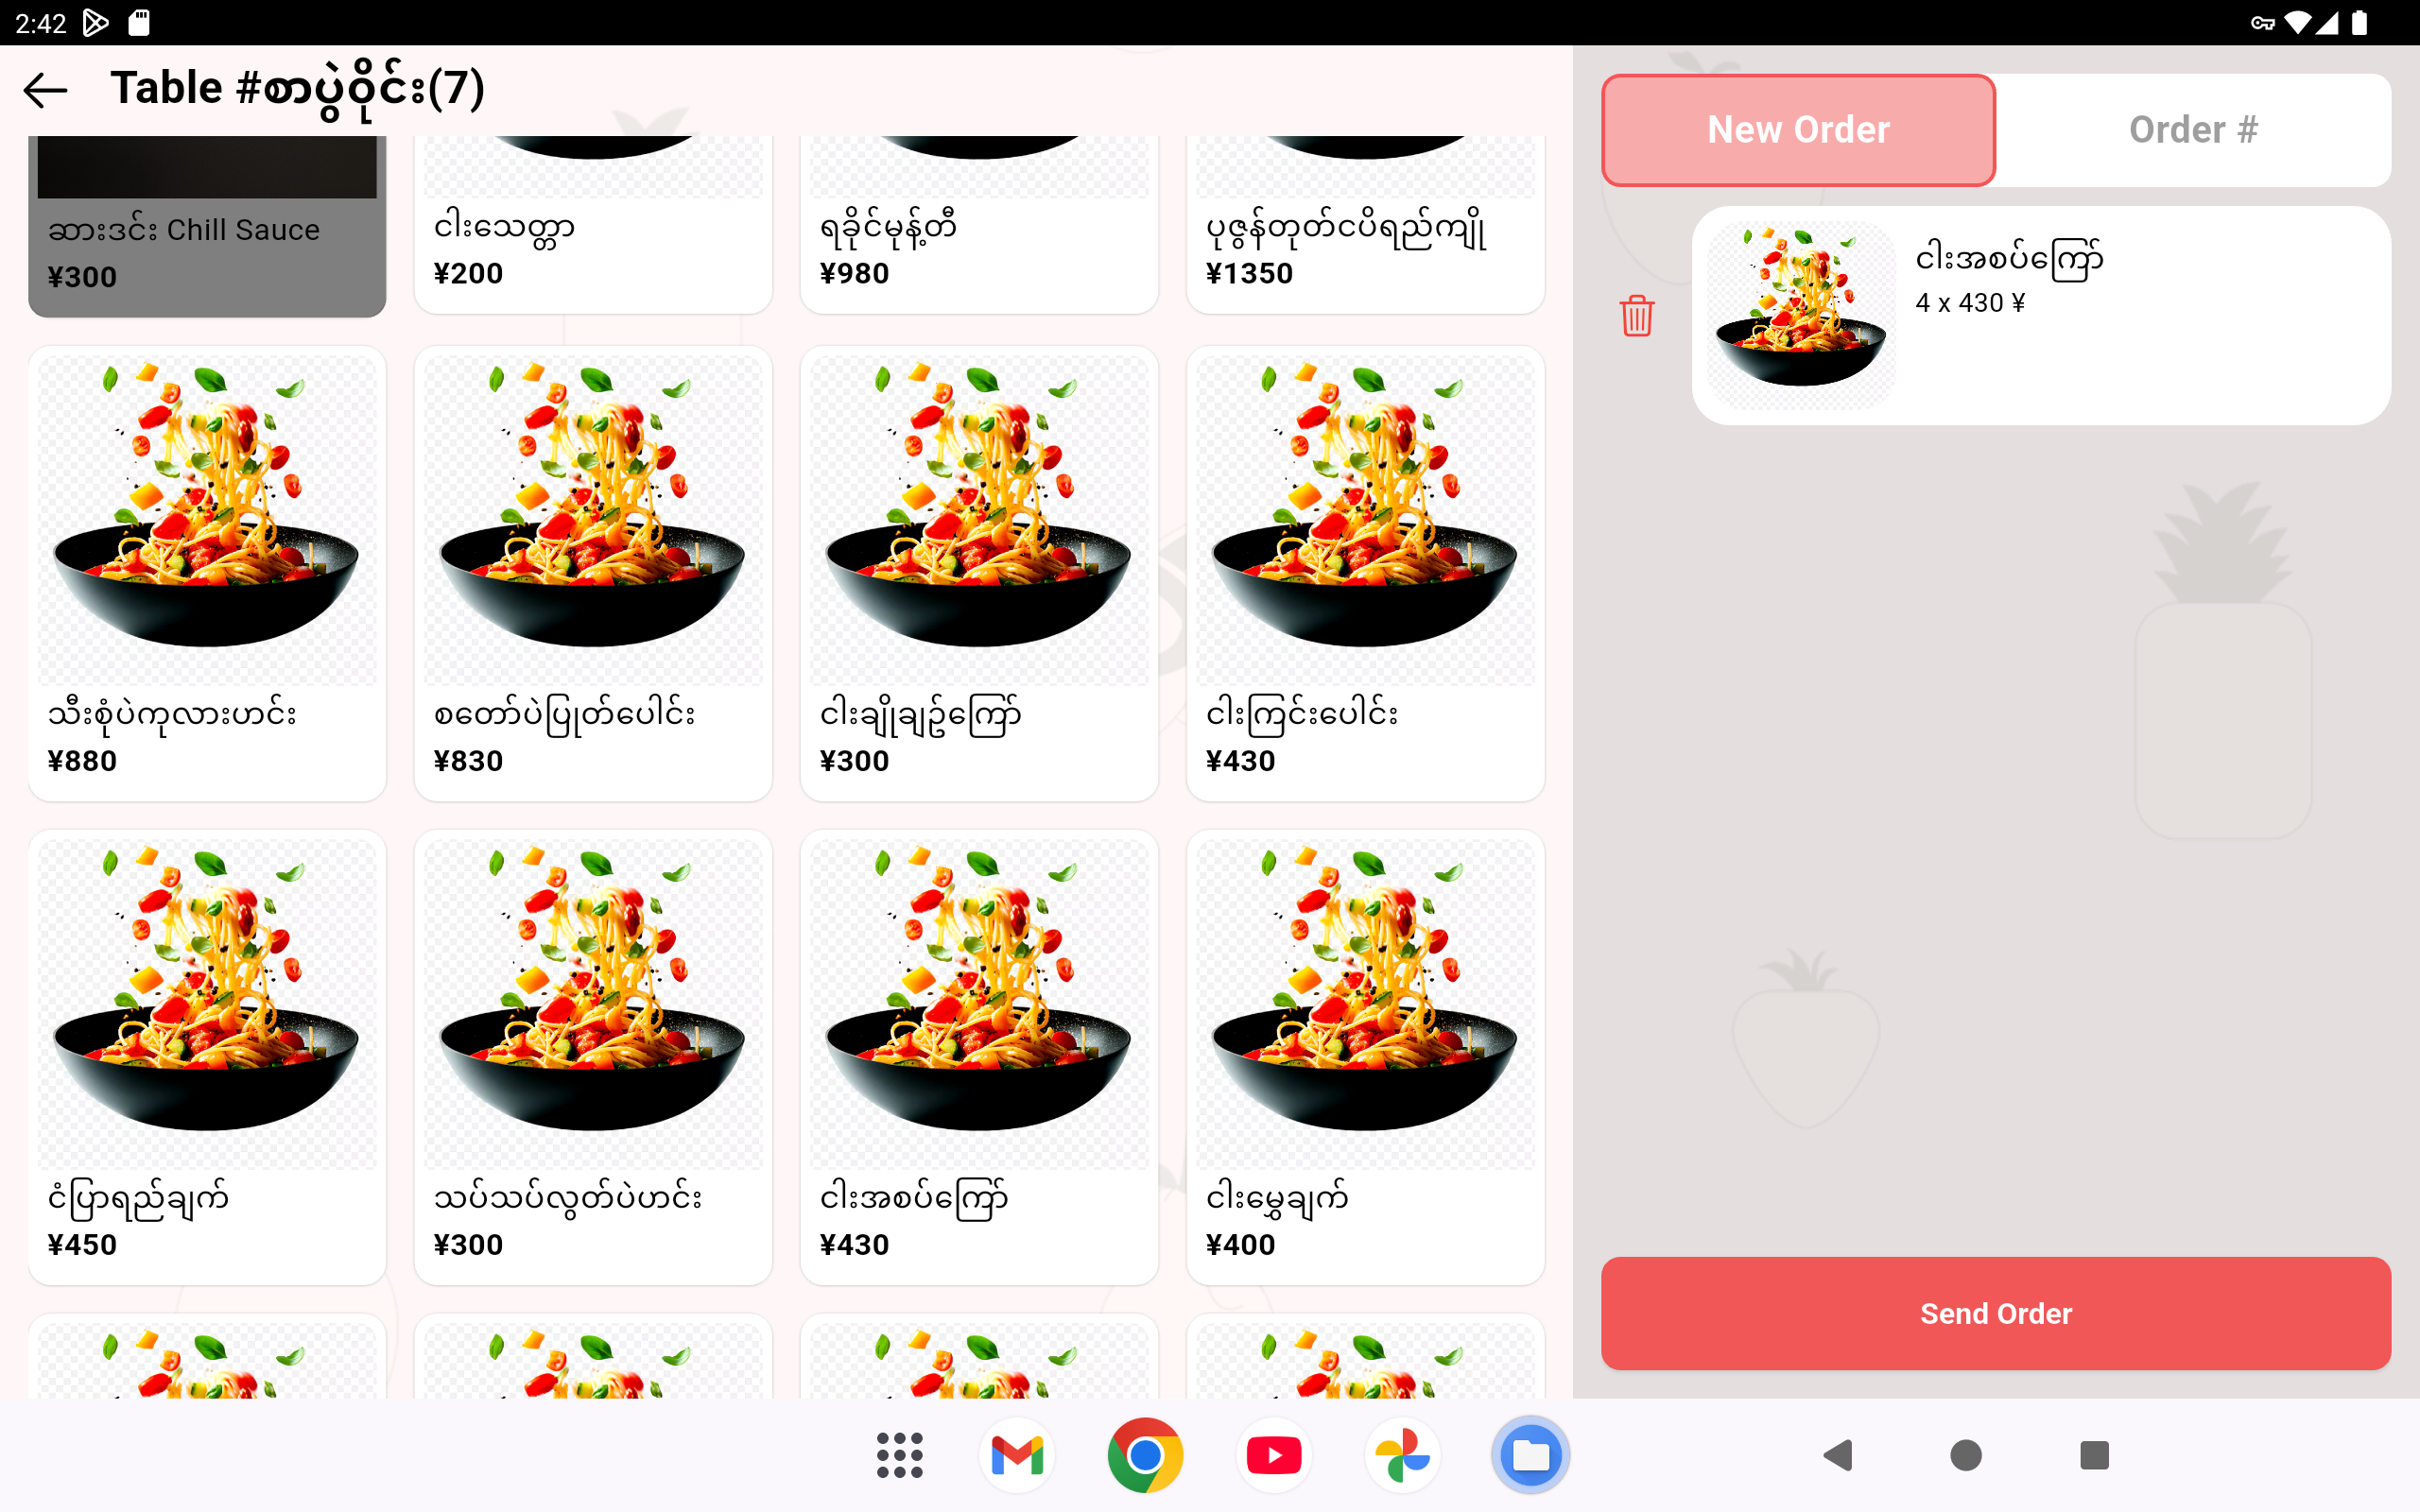 2:42
Table #စာပွဲဝိုင်း(7)
ဆားဒင်း Chill Sauce
¥300
ငါးသေတ္တာ
¥200
ရခိုင်မုန့်တီ
¥980
ပုဇွန်တုတ်ငပိရည်ကျို
¥1350
သီးစုံပဲကုလားဟင်း
¥880
စတော်ပဲပြုတ်ပေါင်း
¥830
ငါးချိုချဉ်ကြော်
¥300
ငါးကြင်းပေါင်း
¥430
ငံပြာရည်ချက်
¥450
သပ်သပ်လွတ်ပဲဟင်း
¥300
ငါးအစပ်ကြော်
¥430
ငါးမွှေချက်
¥400
New Order
Order #
ငါးအစပ်ကြော်
4 x 430 ¥
Send Order